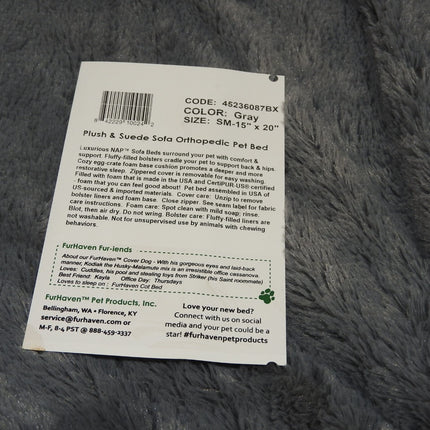 CODE: 45236087BX
COLOR: Gray
SIZE: SM-15" x 20"
8 42229 10024 2
Plush & Suede Sofa Orthopedic Pet Bed
Luxurious NAP™ Sofa Beds surround your pet with comfort &
support. Fluffy-filled bolsters cradle your pet to support back & hips.
Cozy egg-crate foam base cushion promotes a deeper and more
restorative sleep. Zippered cover is removable for easy washing.
Filled with foam that is made in the USA and CertiPUR-US® certified
-foam that you can feel good about! Pet bed assembled in USA of
US-sourced & imported materials. Cover care: Unzip to remove
bolster liners and foam base. Close zipper. See seam label for fabric
care instructions. Foam care: Spot clean with mild soap; rinse.
Blot, then air dry. Do not wring. Bolster care: Fluffy-filled liners are
not washable. Not for unsupervised use by animals with chewing
behaviors.
FurHaven Fur-iends
About our FurHaven™ Cover Dog - With his gorgeous eyes and laid-back
manner, Kodiak the Husky-Malamute mix is an irresistible office cassanova.
Loves: Cuddles, his pool and stealing toys from Striker (his Saint roommate)
Best Friend: Kayla Office Day: Thursdays
Loves to sleep on: FurHaven Cot Bed
FurHaven™ Pet Products, Inc.
Bellingham, WA • Florence, KY
service@furhaven.com or
M-F, 8-4 PST @ 888-459-2337
Love your new bed?
Connect with us on social
media and your pet could be a
star! #furhavenpetproducts